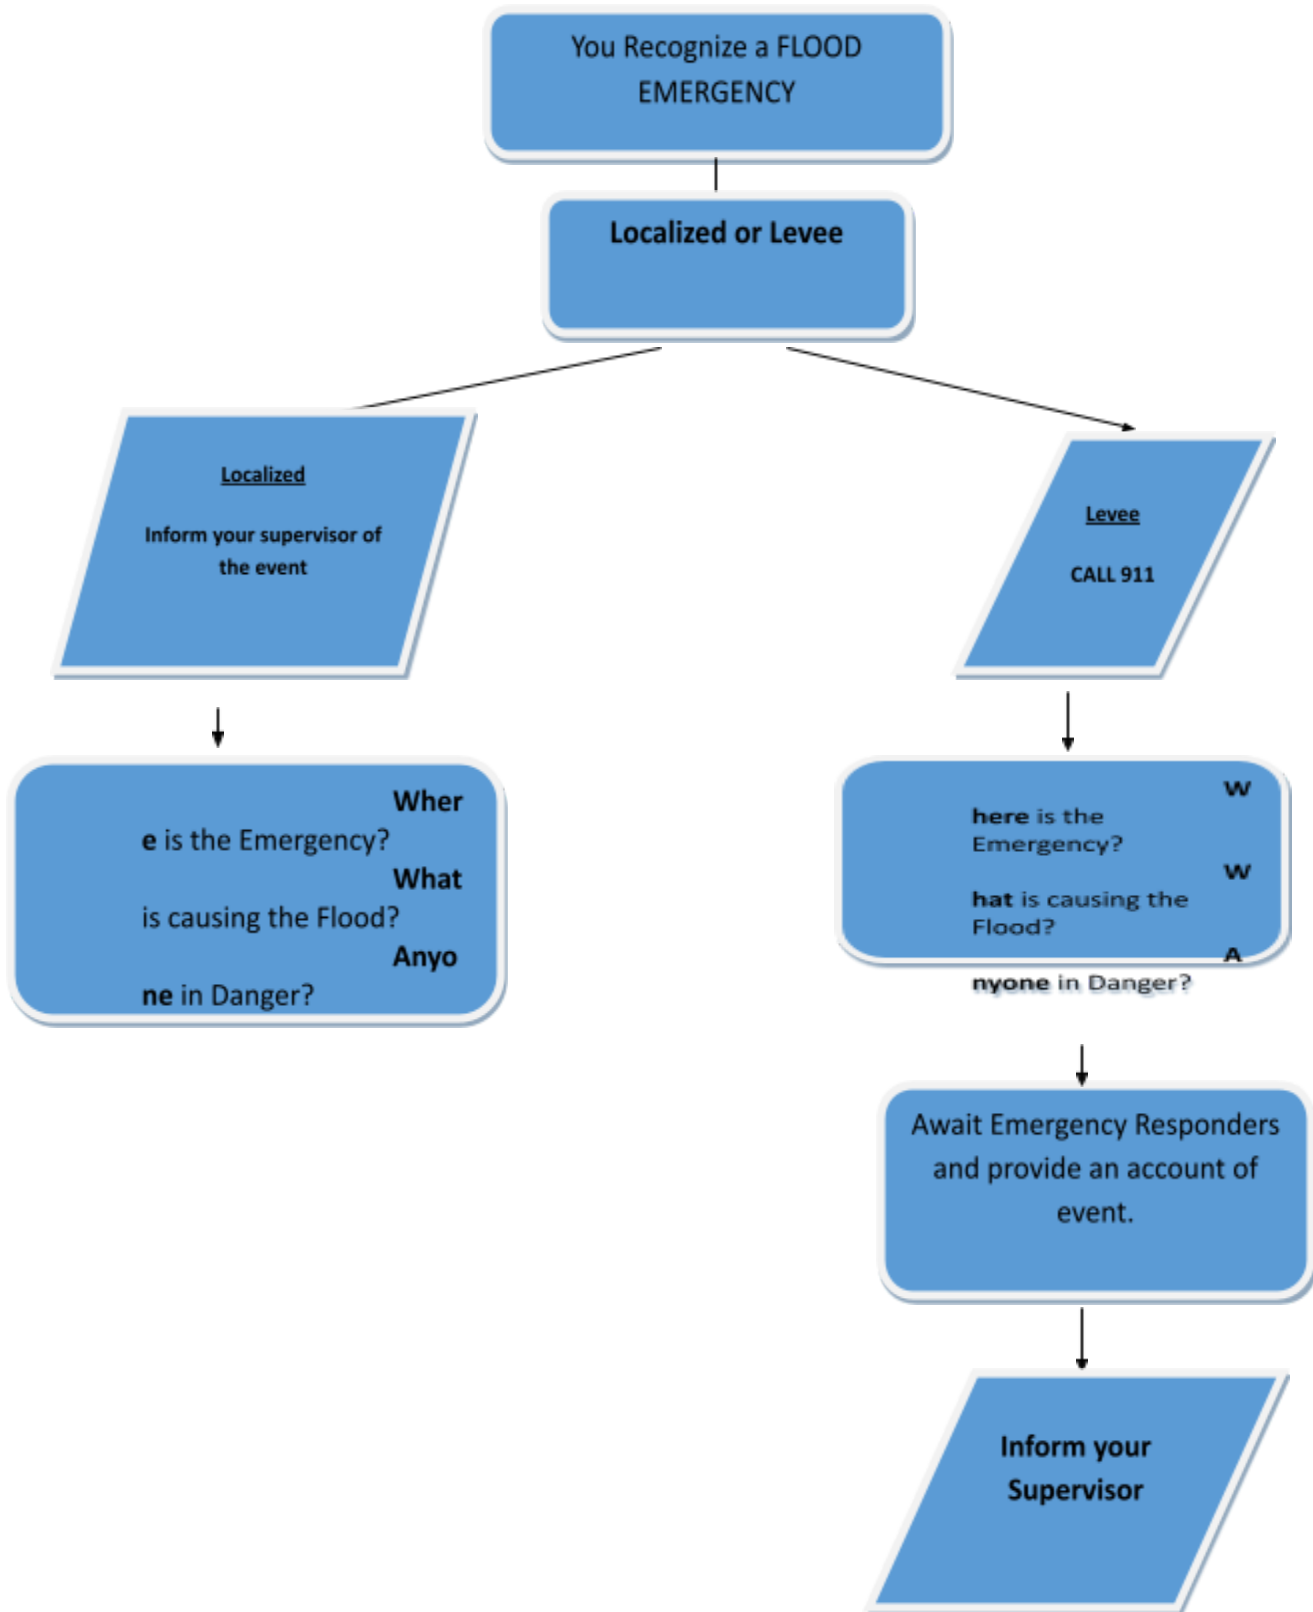 You Recognize a FLOOD
EMERGENCY
Localized or Levee
Localized
Inform your supervisor of
the event
Levee
CALL 911
Wher
e is the Emergency?
What
is causing the Flood?
Anyo
ne in Danger?
W
here is the
Emergency?
W
hat is causing the
Flood?
A
nyone in Danger?
Await Emergency Responders
and provide an account of
event.
Inform your
Supervisor